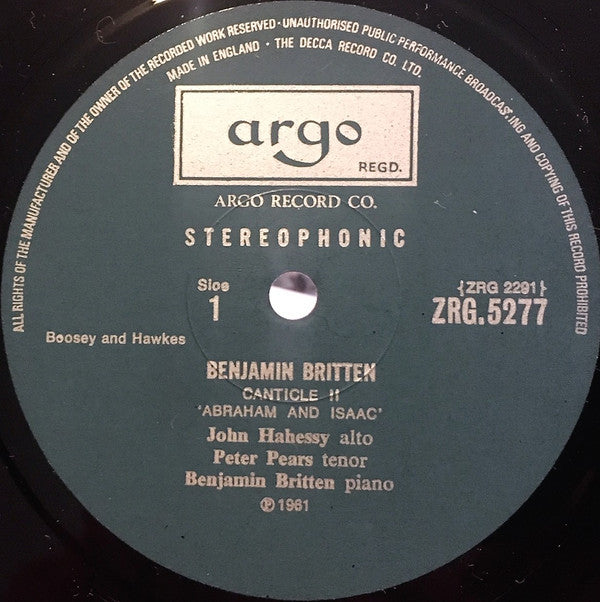 ALL RIGHTS OF THE MANUFACTURER AND OF THE OWNER OF THE RECORDED WORK RESERVED · UNAUTHORISED PUBLIC PERFORMANCE BROADCASTING AND COPYING OF THIS RECORD PROHIBITED
MADE IN ENGLAND · THE DECCA RECORD CO. LTD.
argo
REGD.
ARGO RECORD CO.
STEREOPHONIC
Side
1
{ZRG 2291}
ZRG.5277
Boosey and Hawkes
BENJAMIN BRITTEN
CANTICLE II
'ABRAHAM AND ISAAC'
John Hahessy alto
Peter Pears tenor
Benjamin Britten piano
℗ 1961